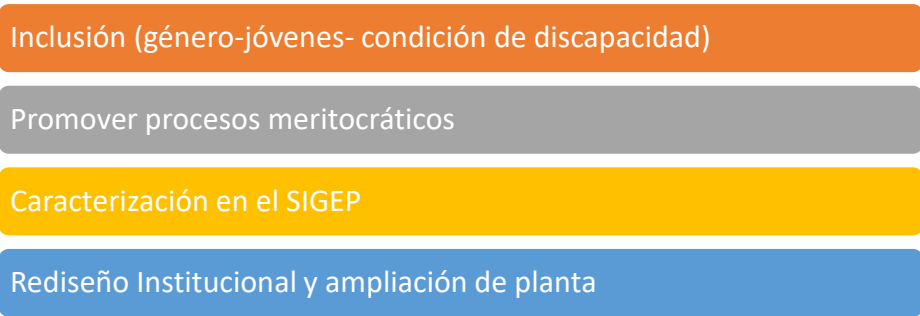 Inclusión (género-jóvenes- condición de discapacidad)
Promover procesos meritocráticos
Caracterización en el SIGEP
Rediseño Institucional y ampliación de planta